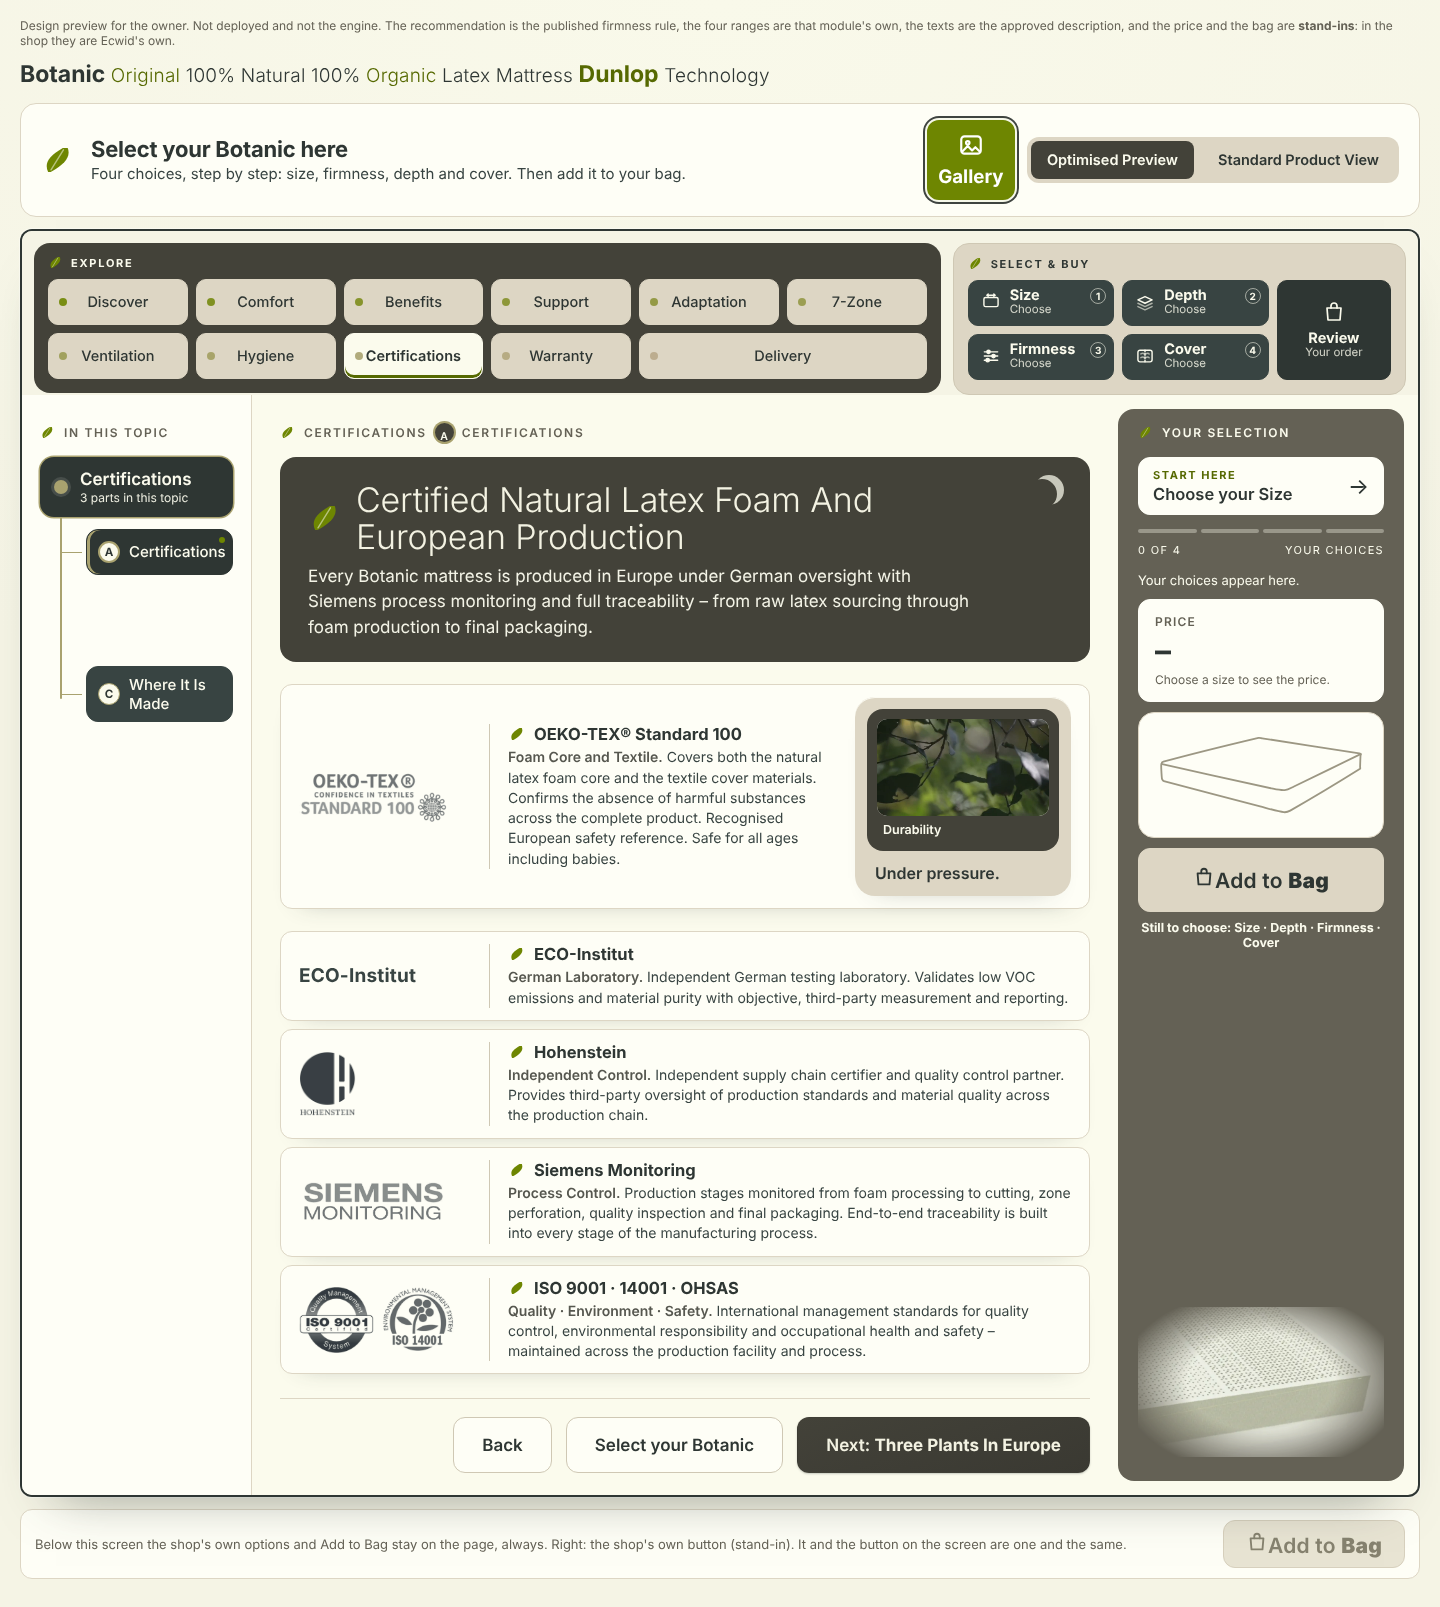 Design preview for the owner. Not deployed and not the engine. The recommendation is the published firmness rule, the four ranges are that module's own, the texts are the approved description, and the price and the bag are stand-ins: in the
shop they are Ecwid's own.
Botanic Original 100% Natural 100% Organic Latex Mattress Dunlop Technology
Select your Botanic here
Four choices, step by step: size, firmness, depth and cover. Then add it to your bag.
Gallery
Optimised Preview
Standard Product View
EXPLORE
Discover
Comfort
Benefits
Support
Adaptation
7-Zone
Ventilation
Hygiene
Certifications
Warranty
Delivery
SELECT & BUY
Size
Choose
1
Depth
Choose
2
Firmness
Choose
3
Cover
Choose
4
Review
Your order
IN THIS TOPIC
Certifications
3 parts in this topic
A Certifications
C Where It Is
Made
CERTIFICATIONS A CERTIFICATIONS
Certified Natural Latex Foam And
European Production
Every Botanic mattress is produced in Europe under German oversight with
Siemens process monitoring and full traceability – from raw latex sourcing through
foam production to final packaging.
OEKO-TEX®
CONFIDENCE IN TEXTILES
STANDARD 100
OEKO-TEX® Standard 100
Foam Core and Textile. Covers both the natural
latex foam core and the textile cover materials.
Confirms the absence of harmful substances
across the complete product. Recognised
European safety reference. Safe for all ages
including babies.
Durability
Under pressure.
ECO-Institut
ECO-Institut
German Laboratory. Independent German testing laboratory. Validates low VOC
emissions and material purity with objective, third-party measurement and reporting.
HOHENSTEIN
Hohenstein
Independent Control. Independent supply chain certifier and quality control partner.
Provides third-party oversight of production standards and material quality across
the production chain.
SIEMENS
MONITORING
Siemens Monitoring
Process Control. Production stages monitored from foam processing to cutting, zone
perforation, quality inspection and final packaging. End-to-end traceability is built
into every stage of the manufacturing process.
Quality Management
ISO 9001
Certified
System
ENVIRONMENTAL MANAGEMENT SYSTEM
ISO 14001
ISO 9001 · 14001 · OHSAS
Quality · Environment · Safety. International management standards for quality
control, environmental responsibility and occupational health and safety –
maintained across the production facility and process.
Back
Select your Botanic
Next: Three Plants In Europe
YOUR SELECTION
START HERE
Choose your Size
0 OF 4
YOUR CHOICES
Your choices appear here.
PRICE
–
Choose a size to see the price.
Add to Bag
Still to choose: Size · Depth · Firmness ·
Cover
Below this screen the shop's own options and Add to Bag stay on the page, always. Right: the shop's own button (stand-in). It and the button on the screen are one and the same.
Add to Bag